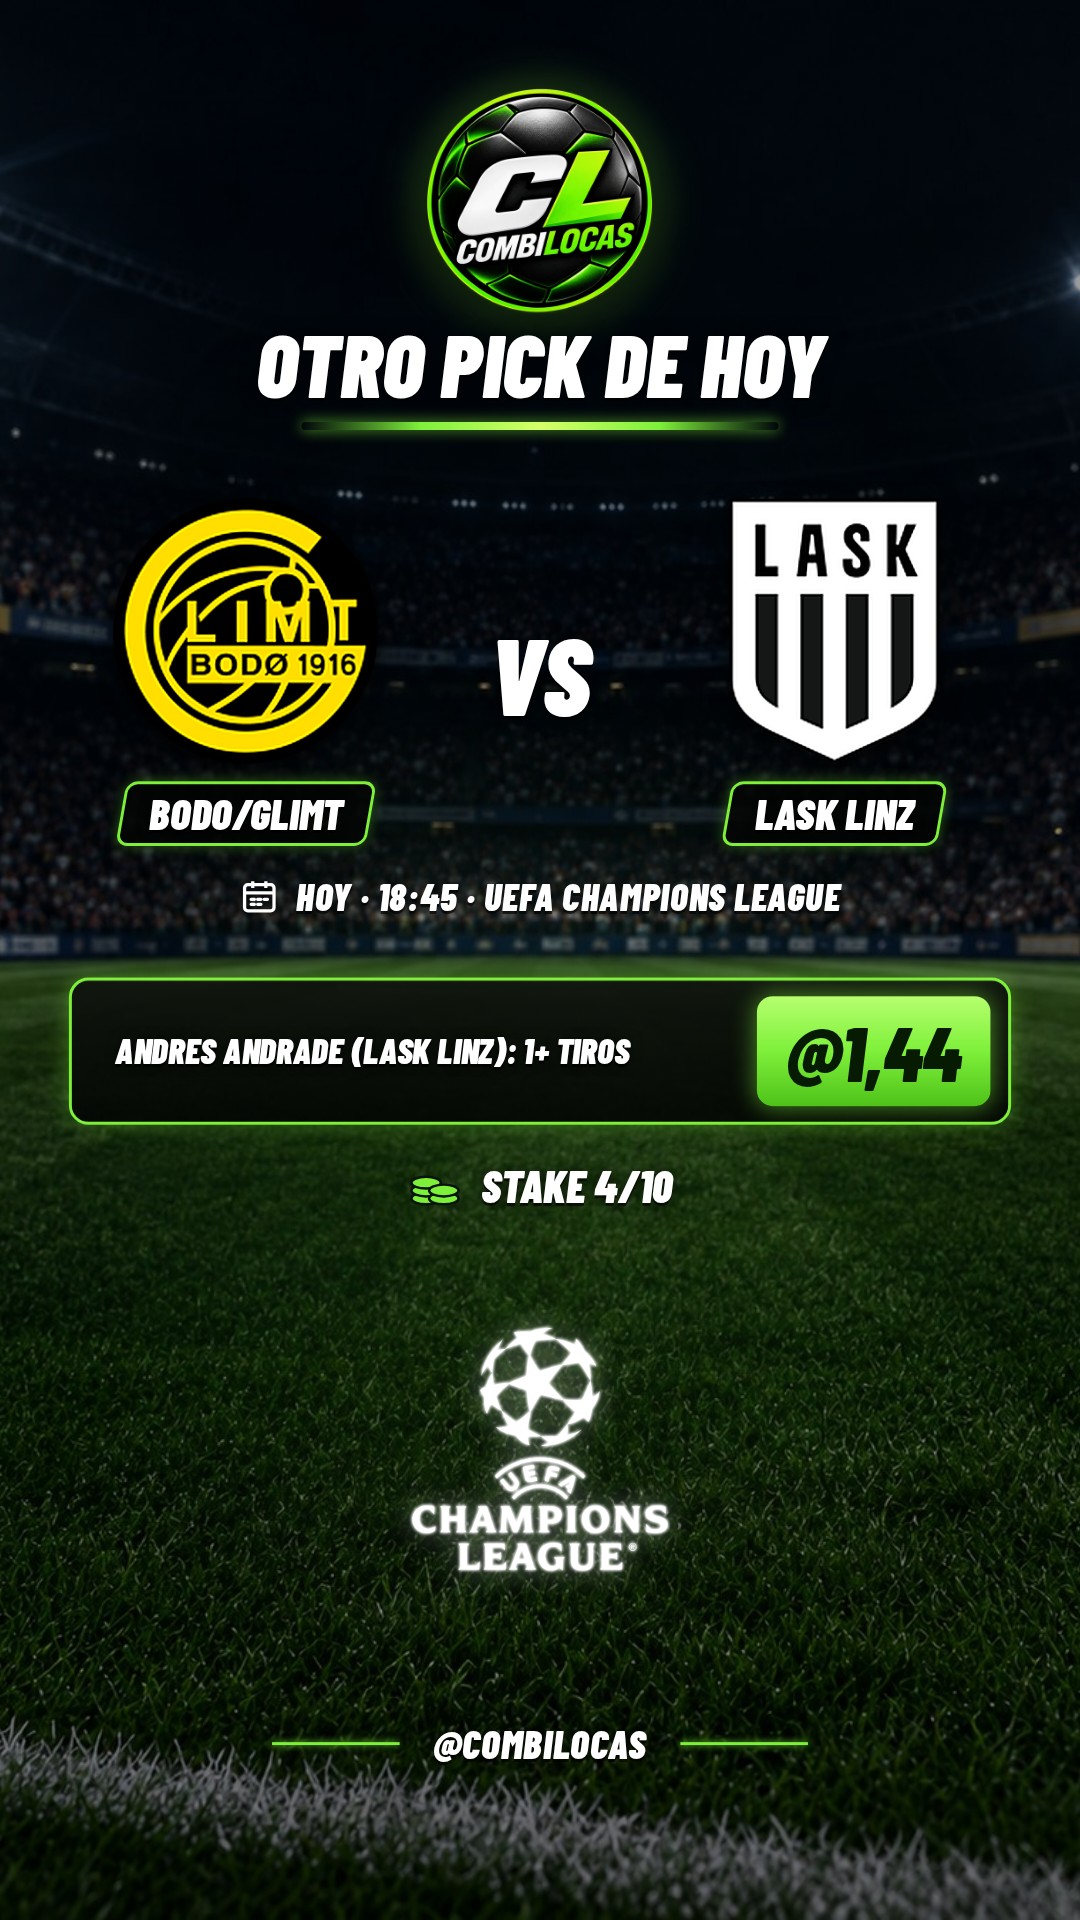 CL
COMBILOCAS
OTRO PICK DE HOY
LIMT
BODØ 1916
LASK
VS
BODO/GLIMT
LASK LINZ
HOY · 18:45 · UEFA CHAMPIONS LEAGUE
ANDRES ANDRADE (LASK LINZ): 1+ TIROS
@1,44
STAKE 4/10
UEFA
CHAMPIONS
LEAGUE®
@COMBILOCAS